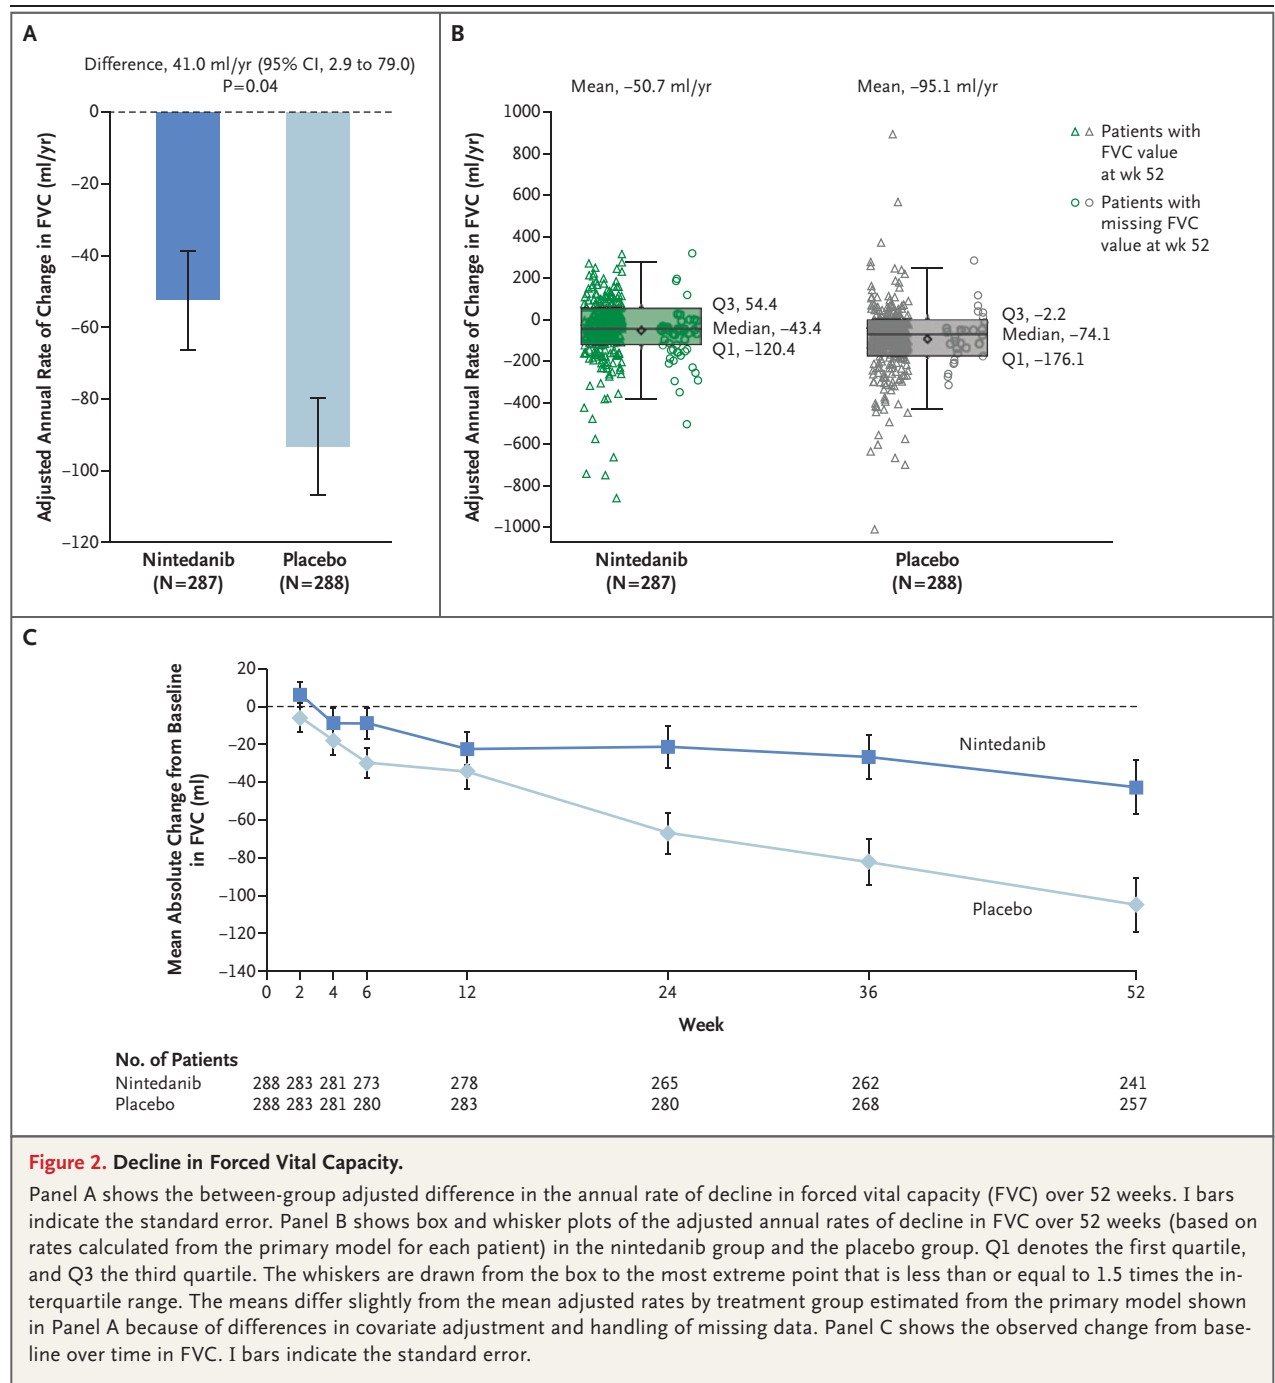 A
Difference, 41.0 ml/yr (95% CI, 2.9 to 79.0)
P=0.04
Adjusted Annual Rate of Change in FVC (ml/yr)
0
−20
−40
−60
−80
−100
−120
Nintedanib
(N=287)
Placebo
(N=288)
B
Mean, −50.7 ml/yr
Mean, −95.1 ml/yr
Adjusted Annual Rate of Change in FVC (ml/yr)
1000
800
600
400
200
0
−200
−400
−600
−800
−1000
Patients with
FVC value
at wk 52
Patients with
missing FVC
value at wk 52
Q3, 54.4
Median, −43.4
Q1, −120.4
Q3, −2.2
Median, −74.1
Q1, −176.1
Nintedanib
(N=287)
Placebo
(N=288)
C
Mean Absolute Change from Baseline
in FVC (ml)
20
0
−20
−40
−60
−80
−100
−120
−140
Nintedanib
Placebo
0 2 4 6 12 24 36 52
Week
No. of Patients
Nintedanib 288 283 281 273 278 265 262 241
Placebo 288 283 281 280 283 280 268 257
Figure 2. Decline in Forced Vital Capacity.
Panel A shows the between-group adjusted difference in the annual rate of decline in forced vital capacity (FVC) over 52 weeks. I bars
indicate the standard error. Panel B shows box and whisker plots of the adjusted annual rates of decline in FVC over 52 weeks (based on
rates calculated from the primary model for each patient) in the nintedanib group and the placebo group. Q1 denotes the first quartile,
and Q3 the third quartile. The whiskers are drawn from the box to the most extreme point that is less than or equal to 1.5 times the in-
terquartile range. The means differ slightly from the mean adjusted rates by treatment group estimated from the primary model shown
in Panel A because of differences in covariate adjustment and handling of missing data. Panel C shows the observed change from base-
line over time in FVC. I bars indicate the standard error.